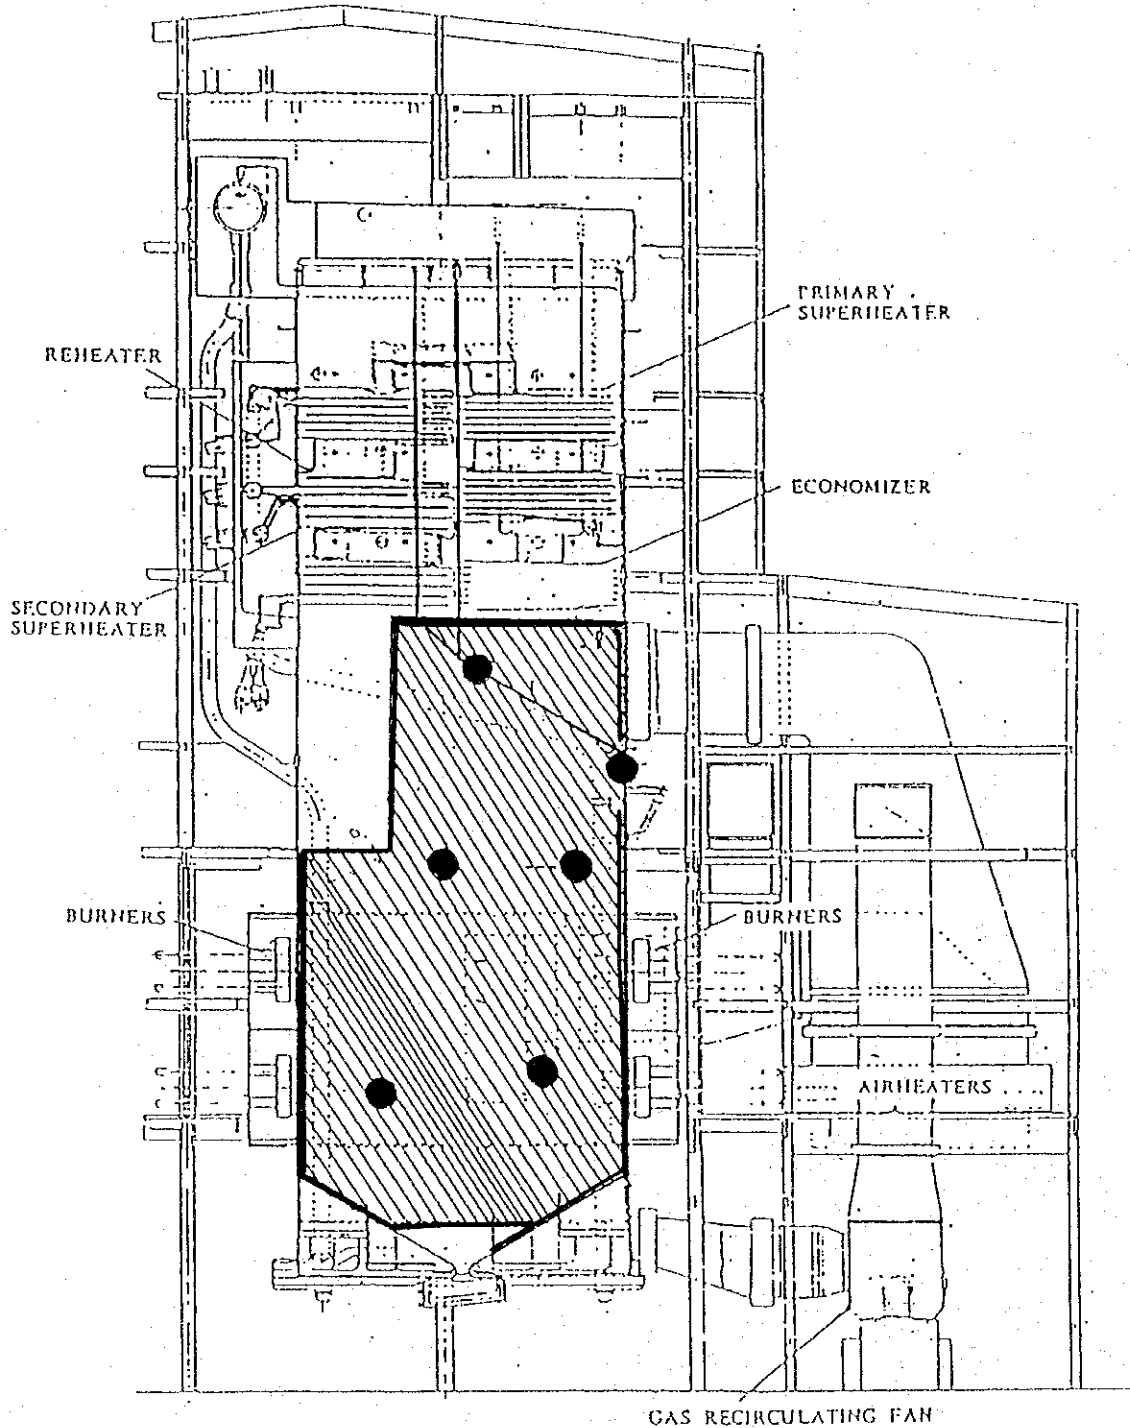 PRIMARY
SUPERHEATER
REHEATER
ECONOMIZER
SECONDARY
SUPERHEATER
BURNERS
BURNERS
AIRHEATERS
GAS RECIRCULATING FAN